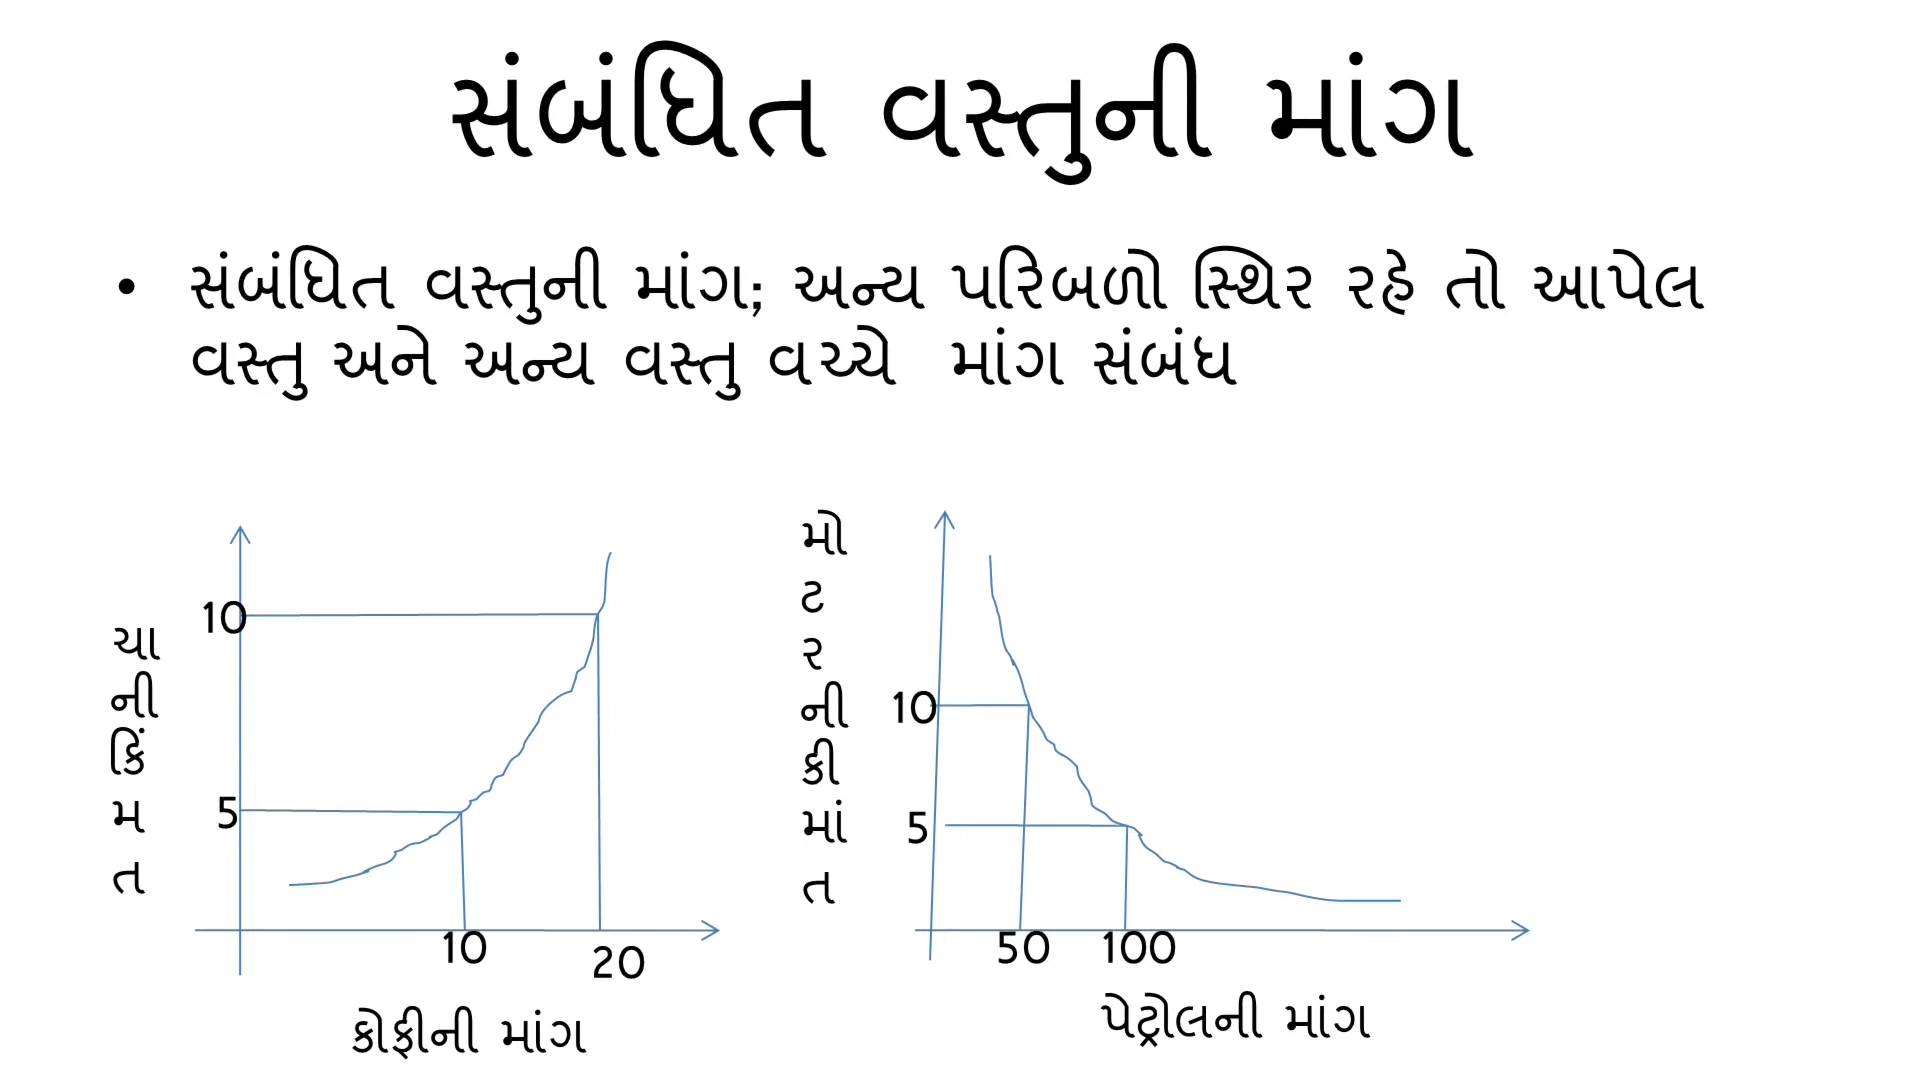 સંબંધિત વસ્તુની માંગ
• સંબંધિત વસ્તુની માંગ; અન્ય પરિબળો સ્થિર રહે તો આપેલ
વસ્તુ અને અન્ય વસ્તુ વચ્ચે માંગ સંબંધ
ચા
ની
કિં
મ
ત
10
5
10
20
કોફીની માંગ
મો
ટ
ર
ની
કી
માં
ત
10
5
50
100
પેટ્રોલની માંગ